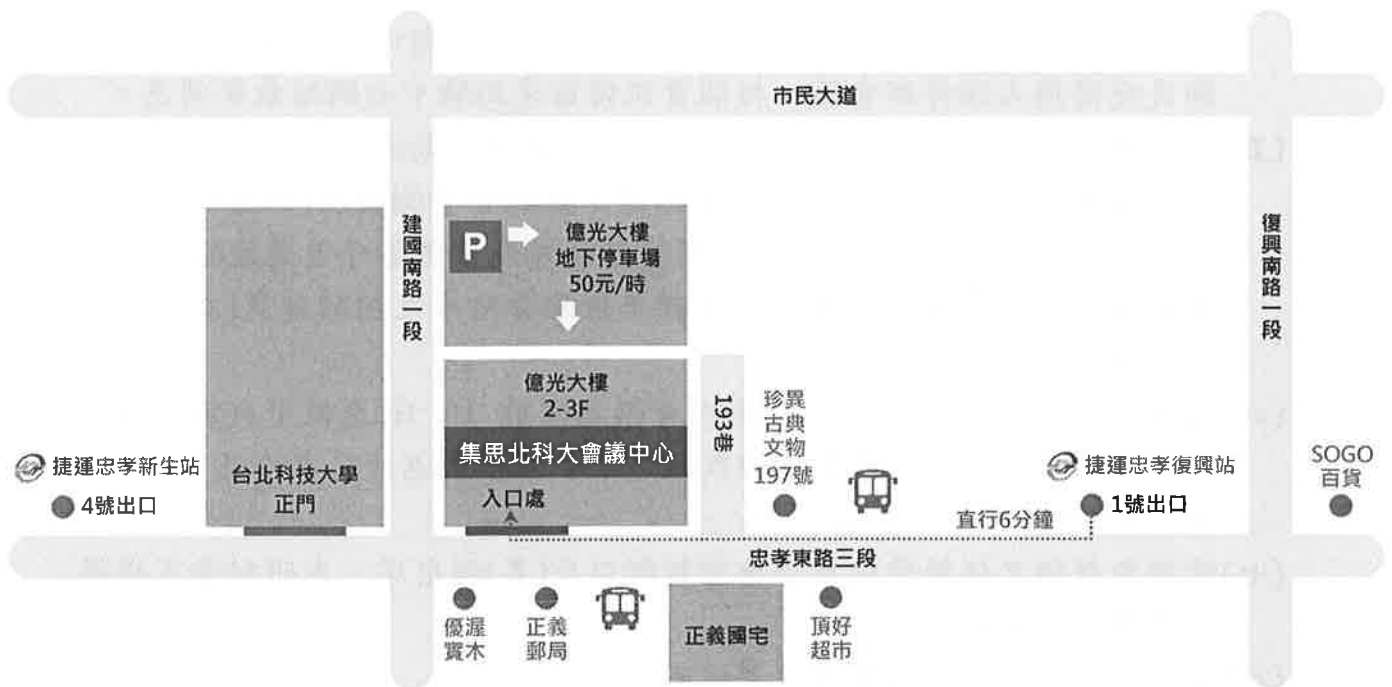 市民大道
建國南路一段
復興南路一段
P
億光大樓
地下停車場
50元/時
億光大樓
2-3F
集思北科大會議中心
入口處
193巷
珍異
古典
文物
197號
捷運忠孝新生站
4號出口
台北科技大學
正門
捷運忠孝復興站
1號出口
SOGO
百貨
直行6分鐘
忠孝東路三段
優渥
實木
正義
郵局
正義國宅
頂好
超市